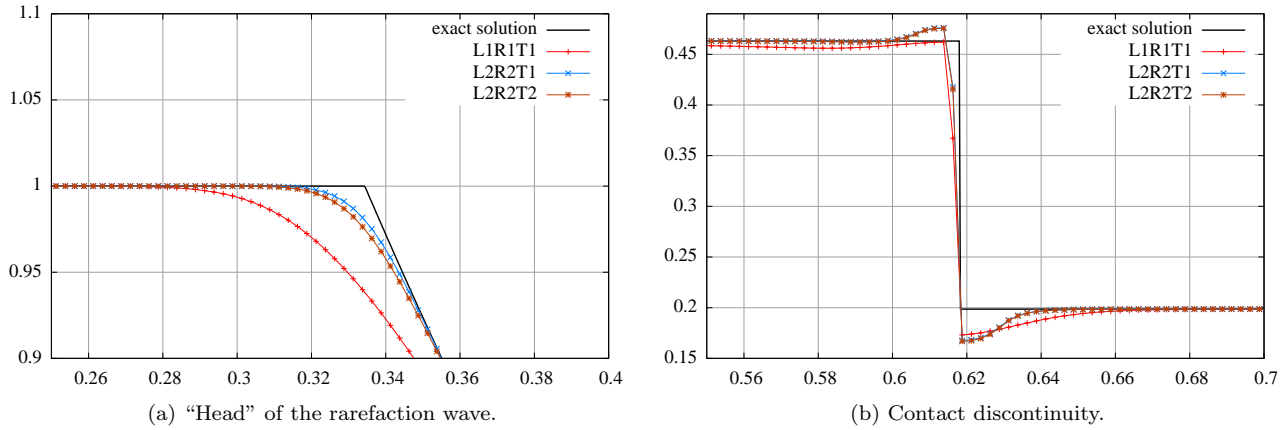 1.1
1.05
1
0.95
0.9
0.26
0.28
0.3
0.32
0.34
0.36
0.38
0.4
exact solution
L1R1T1
L2R2T1
L2R2T2
(a) “Head” of the rarefaction wave.
0.45
0.4
0.35
0.3
0.25
0.2
0.15
0.56
0.58
0.6
0.62
0.64
0.66
0.68
0.7
exact solution
L1R1T1
L2R2T1
L2R2T2
(b) Contact discontinuity.